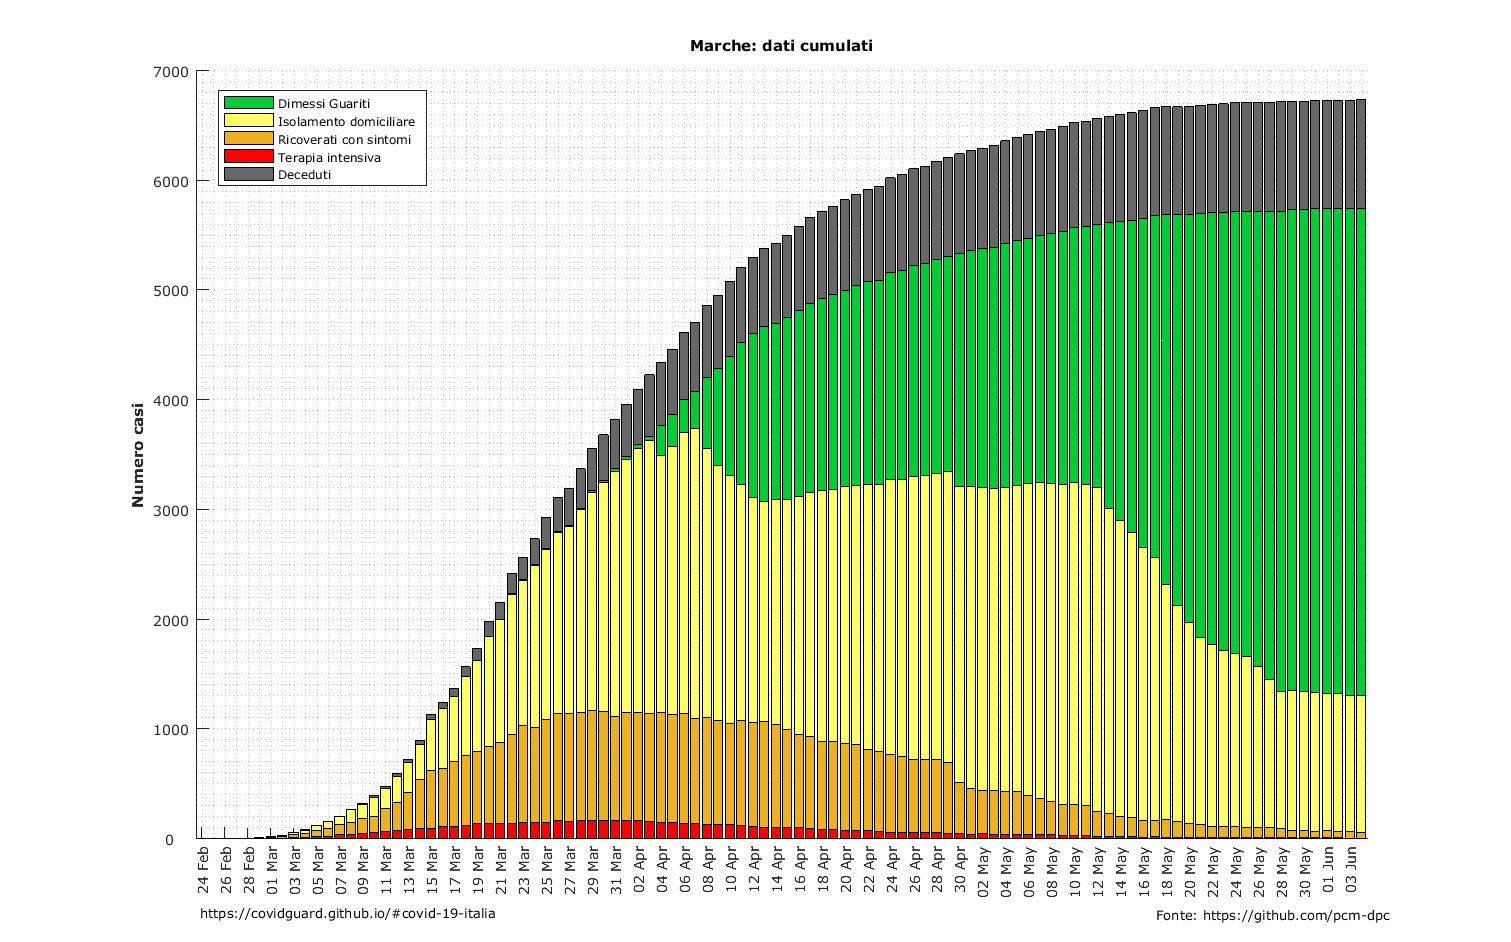 Marche: dati cumulati
7000
6000
5000
4000
3000
2000
1000
0
Numero casi
Dimessi Guariti
Isolamento domiciliare
Ricoverati con sintomi
Terapia intensiva
Deceduti
24 Feb
26 Feb
28 Feb
01 Mar
03 Mar
05 Mar
07 Mar
09 Mar
11 Mar
13 Mar
15 Mar
17 Mar
19 Mar
21 Mar
23 Mar
25 Mar
27 Mar
29 Mar
31 Mar
02 Apr
04 Apr
06 Apr
08 Apr
10 Apr
12 Apr
14 Apr
16 Apr
18 Apr
20 Apr
22 Apr
24 Apr
26 Apr
28 Apr
30 Apr
02 May
04 May
06 May
08 May
10 May
12 May
14 May
16 May
18 May
20 May
22 May
24 May
26 May
28 May
30 May
01 Jun
03 Jun
https://covidguard.github.io/#covid-19-italia
Fonte: https://github.com/pcm-dpc